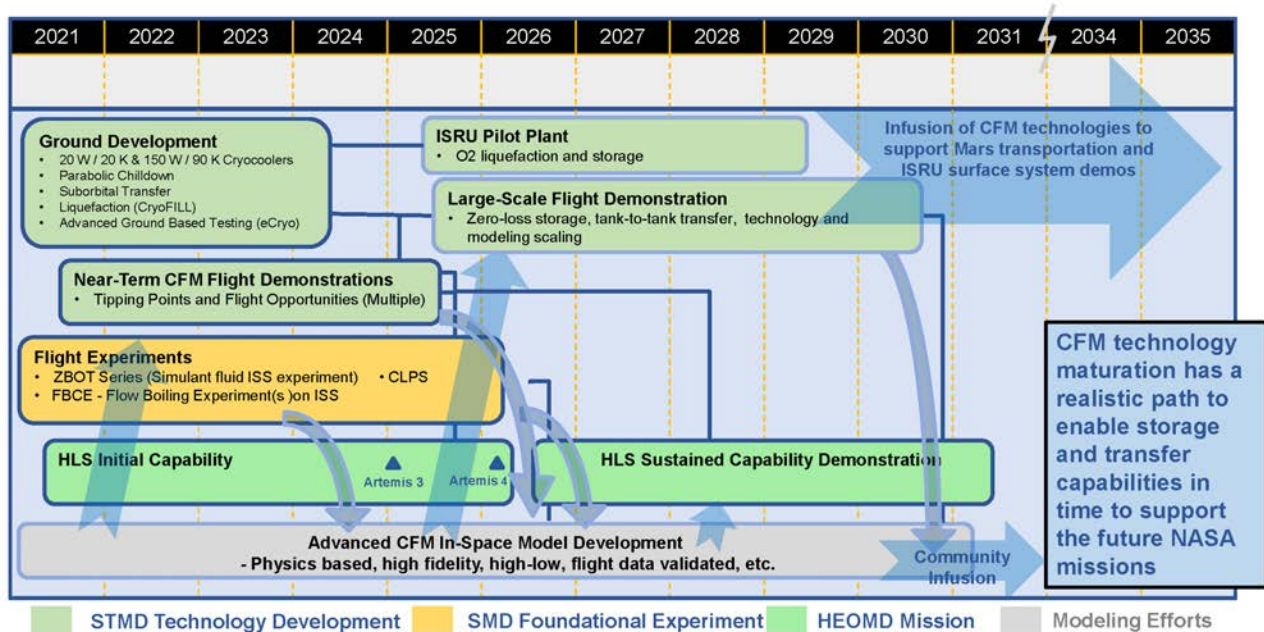 2021 2022 2023 2024 2025 2026 2027 2028 2029 2030 2031 2034 2035
Ground Development
• 20 W / 20 K & 150 W / 90 K Cryocoolers
• Parabolic Chilldown
• Suborbital Transfer
• Liquefaction (CryoFILL)
• Advanced Ground Based Testing (eCryo)
ISRU Pilot Plant
• O2 liquefaction and storage
Infusion of CFM technologies to
support Mars transportation and
ISRU surface system demos
Large-Scale Flight Demonstration
• Zero-loss storage, tank-to-tank transfer, technology and
modeling scaling
Near-Term CFM Flight Demonstrations
• Tipping Points and Flight Opportunities (Multiple)
Flight Experiments
• ZBOT Series (Simulant fluid ISS experiment) • CLPS
• FBCE - Flow Boiling Experiment(s )on ISS
HLS Initial Capability
Artemis 3
Artemis 4
HLS Sustained Capability Demonstration
Advanced CFM In-Space Model Development
- Physics based, high fidelity, high-low, flight data validated, etc.
Community
Infusion
CFM technology
maturation has a
realistic path to
enable storage
and transfer
capabilities in
time to support
the future NASA
missions
STMD Technology Development SMD Foundational Experiment HEOMD Mission Modeling Efforts